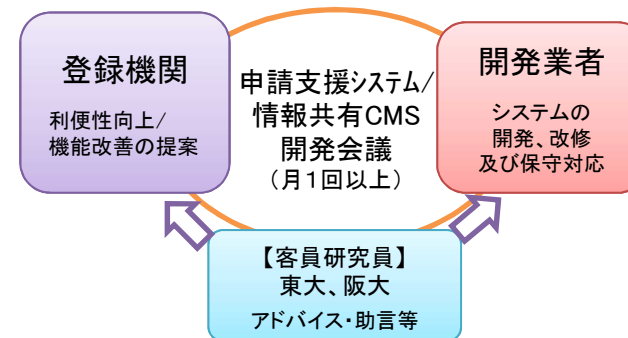 登録機関
利便性向上/
機能改善の提案
申請支援システム/
情報共有CMS
開発会議
（月１回以上）
開発業者
システムの
開発、改修
及び保守対応
【客員研究員】
東大、阪大
アドバイス・助言等